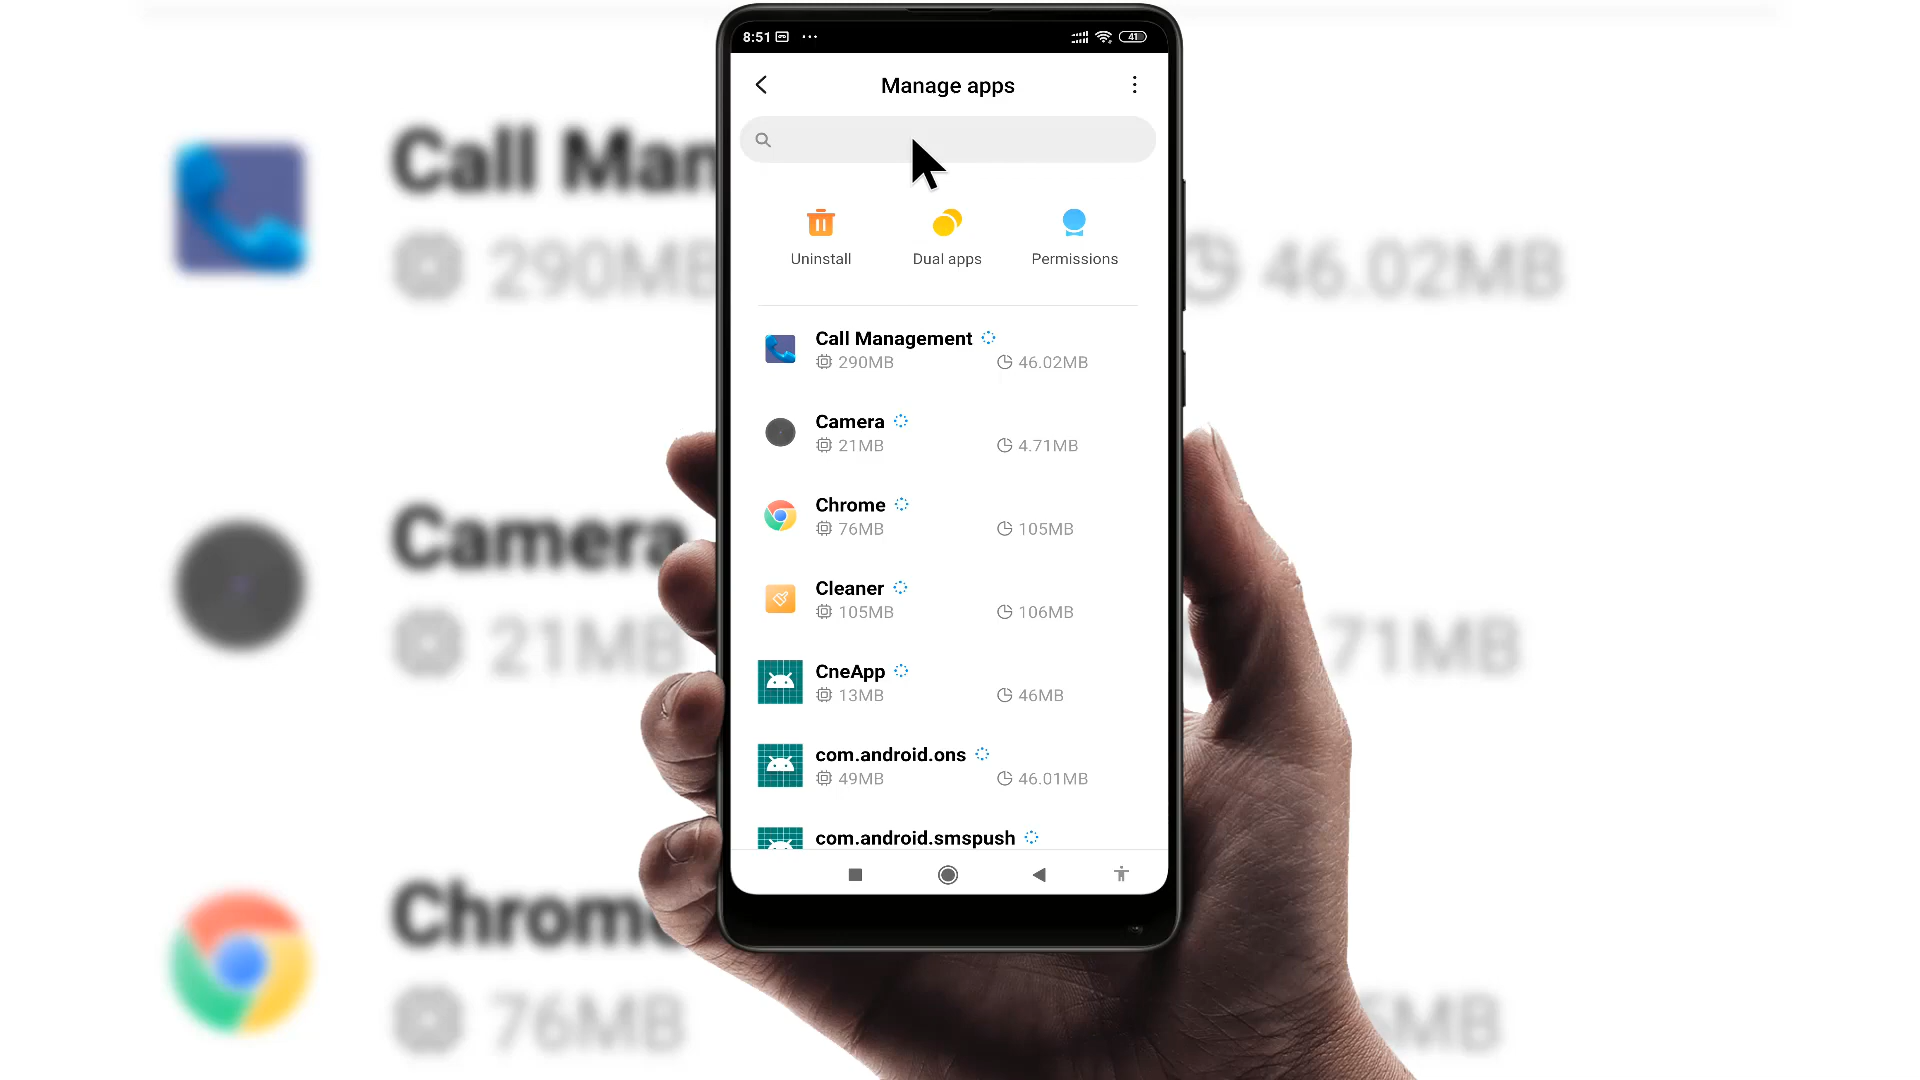 8:51 ... 41
Manage apps
Uninstall Dual apps Permissions
Call Management
290MB 46.02MB
Camera
21MB 4.71MB
Chrome
76MB 105MB
Cleaner
105MB 106MB
CneApp
13MB 46MB
com.android.ons
49MB 46.01MB
com.android.smspush
Call Man
290MB 46.02MB
Camera
21MB 71MB
Chrome
76MB 5MB